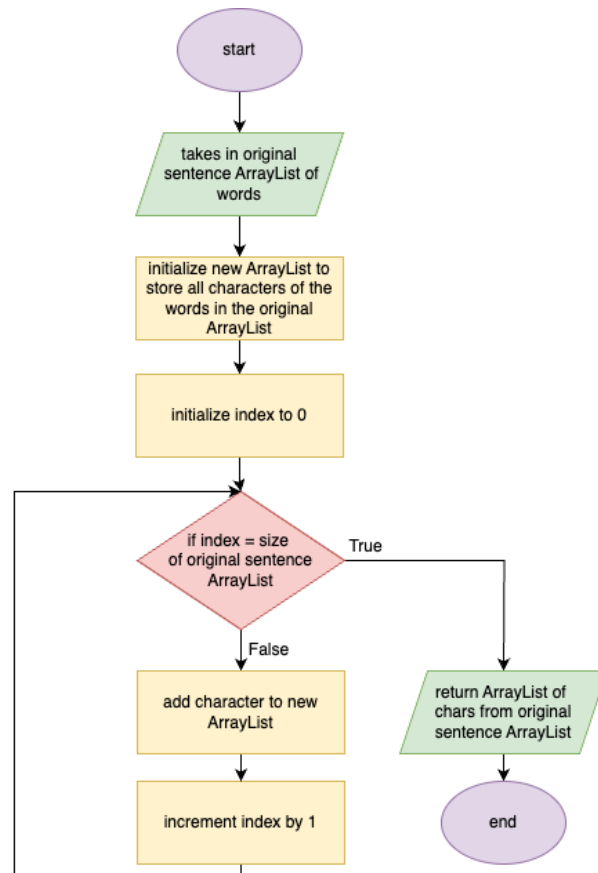 start
takes in original
sentence ArrayList of
words
initialize new ArrayList to
store all characters of the
words in the original
ArrayList
initialize index to 0
if index = size
of original sentence
ArrayList
True
False
add character to new
ArrayList
return ArrayList of
chars from original
sentence ArrayList
increment index by 1
end